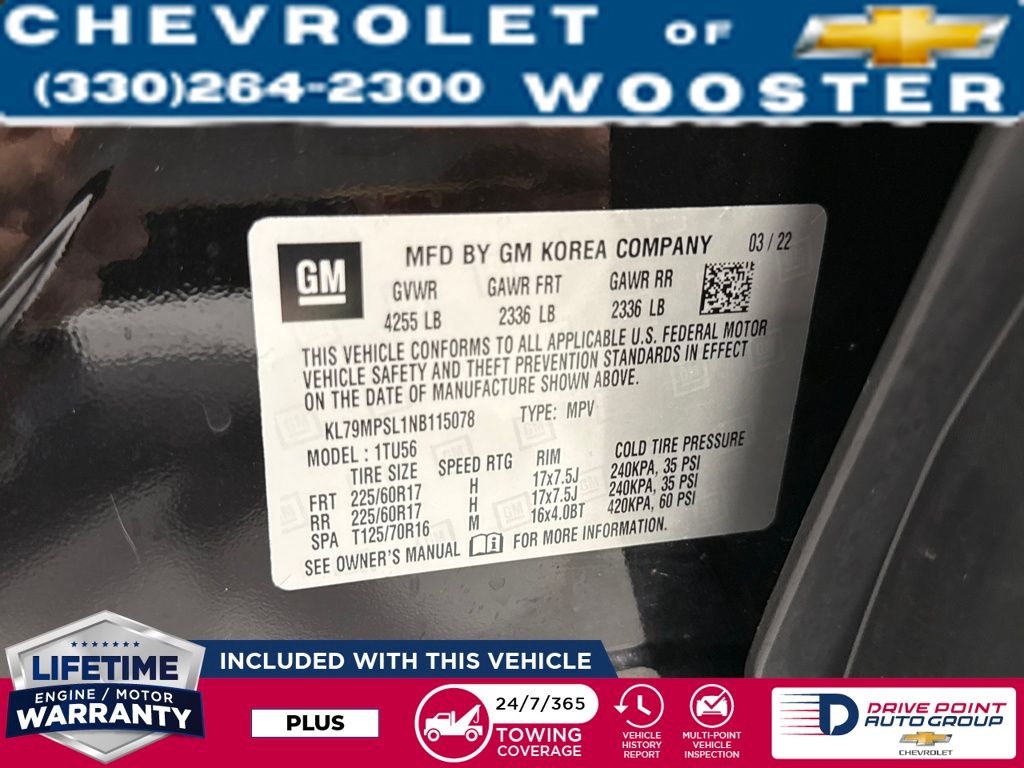 CHEVROLET OF
(330)264-2300 WOOSTER
GM
MFD BY GM KOREA COMPANY 03 / 22
GVWR GAWR FRT GAWR RR
4255 LB 2336 LB 2336 LB
THIS VEHICLE CONFORMS TO ALL APPLICABLE U.S. FEDERAL MOTOR
VEHICLE SAFETY AND THEFT PREVENTION STANDARDS IN EFFECT
ON THE DATE OF MANUFACTURE SHOWN ABOVE.
KL79MPSL1NB115078 TYPE: MPV
MODEL : 1TU56
TIRE SIZE SPEED RTG RIM COLD TIRE PRESSURE
FRT 225/60R17 H 17x7.5J 240KPA, 35 PSI
RR 225/60R17 H 17x7.5J 240KPA, 35 PSI
SPA T125/70R16 M 16x4.0BT 420KPA, 60 PSI
SEE OWNER'S MANUAL FOR MORE INFORMATION.
LIFETIME
ENGINE / MOTOR
WARRANTY
INCLUDED WITH THIS VEHICLE
PLUS
24/7/365
TOWING
COVERAGE
VEHICLE
HISTORY
REPORT
MULTI-POINT
VEHICLE
INSPECTION
D
DRIVE POINT
AUTO GROUP
CHEVROLET